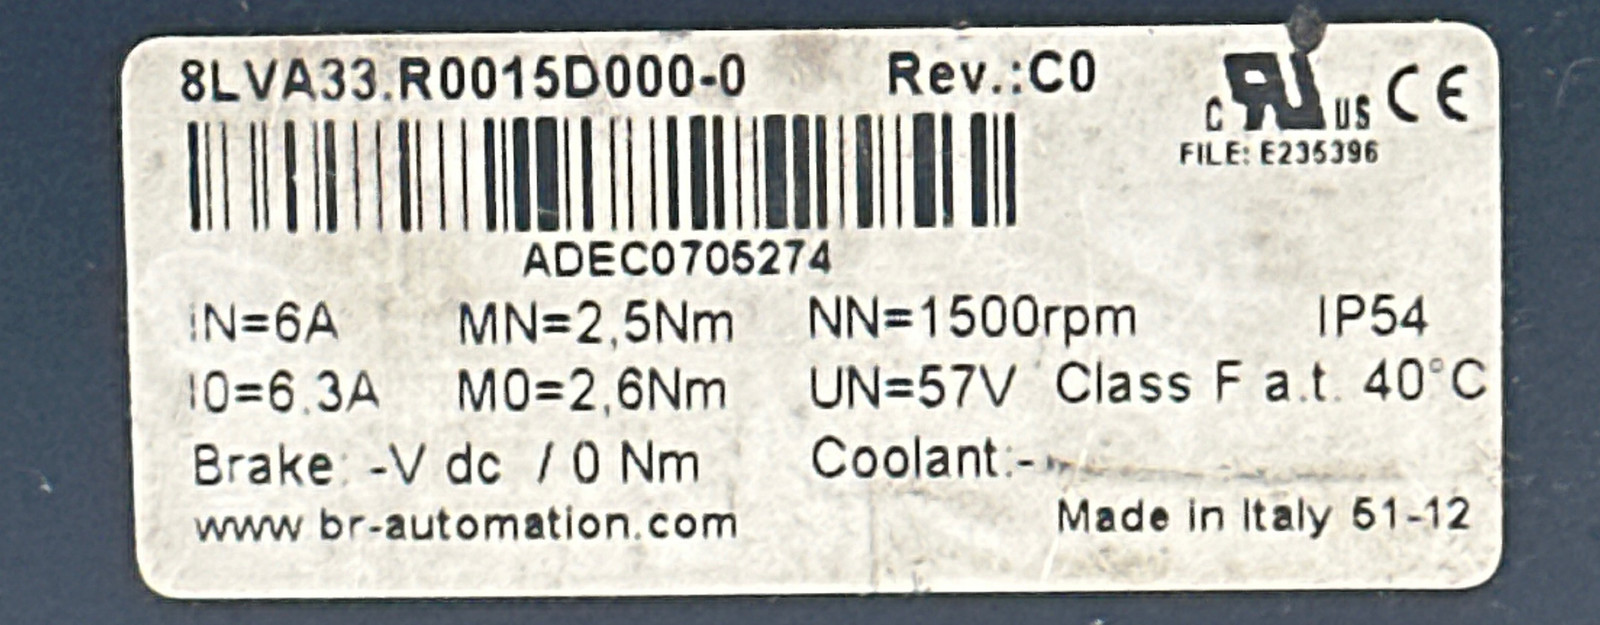 8LVA33.R0015D000-0 Rev.:C0
C RU US CE
FILE: E235396
ADEC0705274
IN=6A MN=2,5Nm NN=1500rpm IP54
I0=6.3A M0=2,6Nm UN=57V Class F a.t. 40°C
Brake: -V dc / 0 Nm Coolant:-
www.br-automation.com Made in Italy 51-12